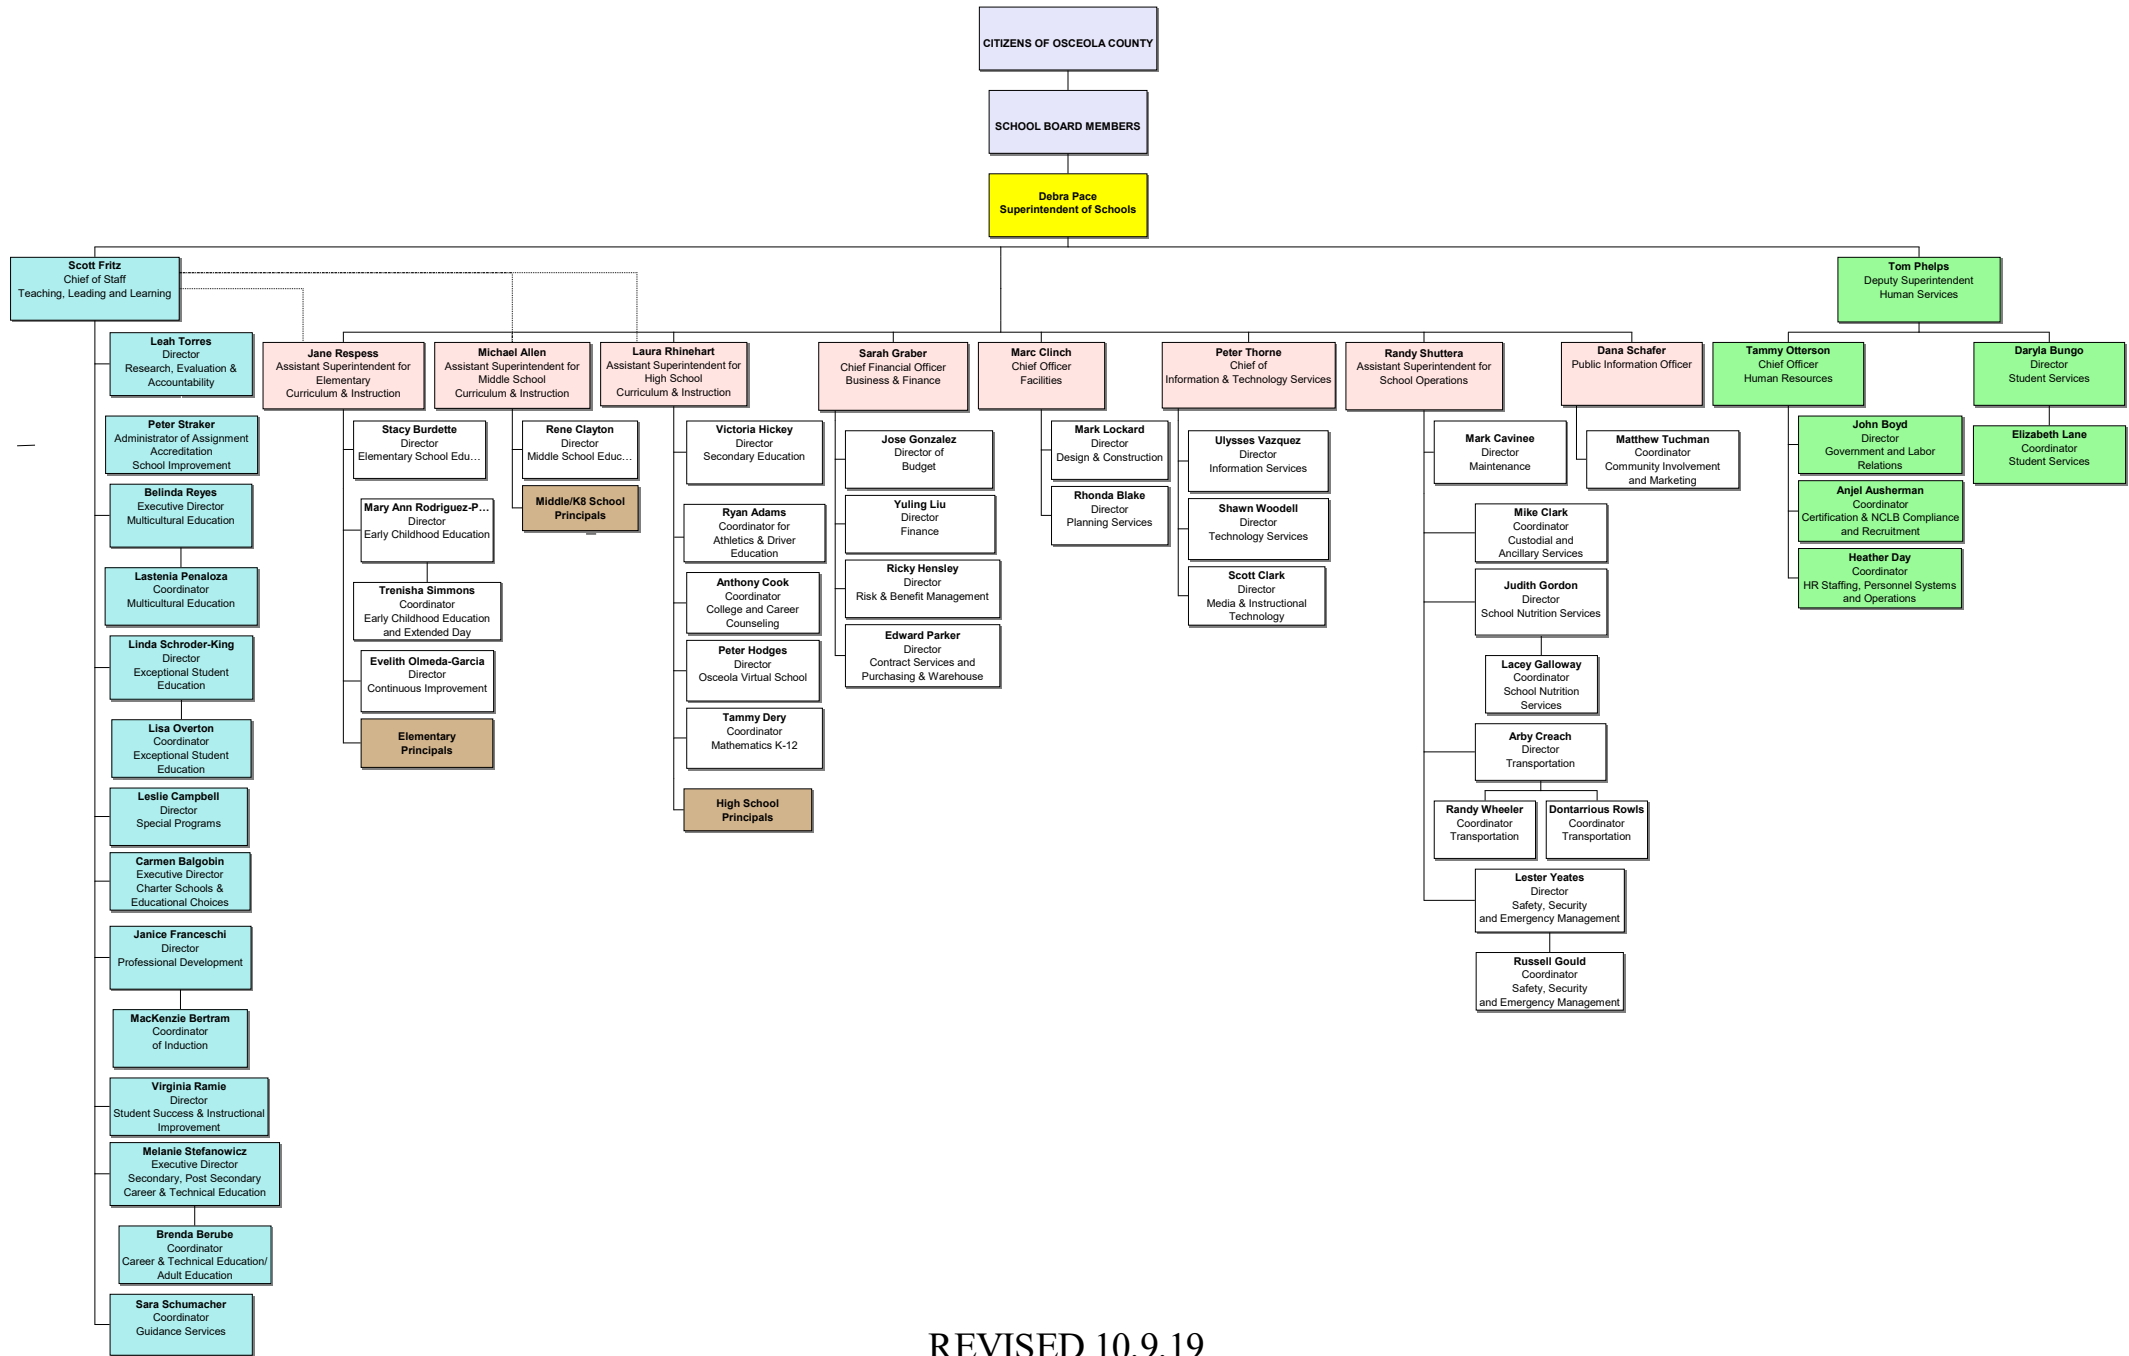 CITIZENS OF OSCEOLA COUNTY
SCHOOL BOARD MEMBERS
Debra Pace
Superintendent of Schools
Scott Fritz
Chief of Staff
Teaching, Leading and Learning
Tom Phelps
Deputy Superintendent
Human Services
Leah Torres
Director
Research, Evaluation &
Accountability
Peter Straker
Administrator of Assignment
Accreditation
School Improvement
Belinda Reyes
Executive Director
Multicultural Education
Lastenia Penaloza
Coordinator
Multicultural Education
Linda Schroder-King
Director
Exceptional Student
Education
Lisa Overton
Coordinator
Exceptional Student
Education
Leslie Campbell
Director
Special Programs
Carmen Balgobin
Executive Director
Charter Schools &
Educational Choices
Janice Franceschi
Director
Professional Development
MacKenzie Bertram
Coordinator
of Induction
Virginia Ramie
Director
Student Success & Instructional
Improvement
Melanie Stefanowicz
Executive Director
Secondary, Post Secondary
Career & Technical Education
Brenda Berube
Coordinator
Career & Technical Education/
Adult Education
Sara Schumacher
Coordinator
Guidance Services
Jane Respess
Assistant Superintendent for
Elementary
Curriculum & Instruction
Stacy Burdette
Director
Elementary School Edu...
Mary Ann Rodriguez-P...
Director
Early Childhood Education
Trenisha Simmons
Coordinator
Early Childhood Education
and Extended Day
Evelith Olmeda-Garcia
Director
Continuous Improvement
Elementary
Principals
Michael Allen
Assistant Superintendent for
Middle School
Curriculum & Instruction
Rene Clayton
Director
Middle School Educ...
Middle/K8 School
Principals
Laura Rhinehart
Assistant Superintendent for
High School
Curriculum & Instruction
Victoria Hickey
Director
Secondary Education
Ryan Adams
Coordinator for
Athletics & Driver
Education
Anthony Cook
Coordinator
College and Career
Counseling
Peter Hodges
Director
Osceola Virtual School
Tammy Dery
Coordinator
Mathematics K-12
High School
Principals
Sarah Graber
Chief Financial Officer
Business & Finance
Jose Gonzalez
Director of
Budget
Yuling Liu
Director
Finance
Ricky Hensley
Director
Risk & Benefit Management
Edward Parker
Director
Contract Services and
Purchasing & Warehouse
Marc Clinch
Chief Officer
Facilities
Mark Lockard
Director
Design & Construction
Rhonda Blake
Director
Planning Services
Peter Thorne
Chief of
Information & Technology Services
Ulysses Vazquez
Director
Information Services
Shawn Woodell
Director
Technology Services
Scott Clark
Director
Media & Instructional
Technology
Randy Shuttera
Assistant Superintendent for
School Operations
Mark Cavinee
Director
Maintenance
Mike Clark
Coordinator
Custodial and
Ancillary Services
Judith Gordon
Director
School Nutrition Services
Lacey Galloway
Coordinator
School Nutrition
Services
Arby Creach
Director
Transportation
Randy Wheeler
Coordinator
Transportation
Dontarrious Rowls
Coordinator
Transportation
Lester Yeates
Director
Safety, Security
and Emergency Management
Russell Gould
Coordinator
Safety, Security
and Emergency Management
Dana Schafer
Public Information Officer
Matthew Tuchman
Coordinator
Community Involvement
and Marketing
Tammy Otterson
Chief Officer
Human Resources
John Boyd
Director
Government and Labor
Relations
Anjel Ausherman
Coordinator
Certification & NCLB Compliance
and Recruitment
Heather Day
Coordinator
HR Staffing, Personnel Systems
and Operations
Daryla Bungo
Director
Student Services
Elizabeth Lane
Coordinator
Student Services
REVISED 10.9.19